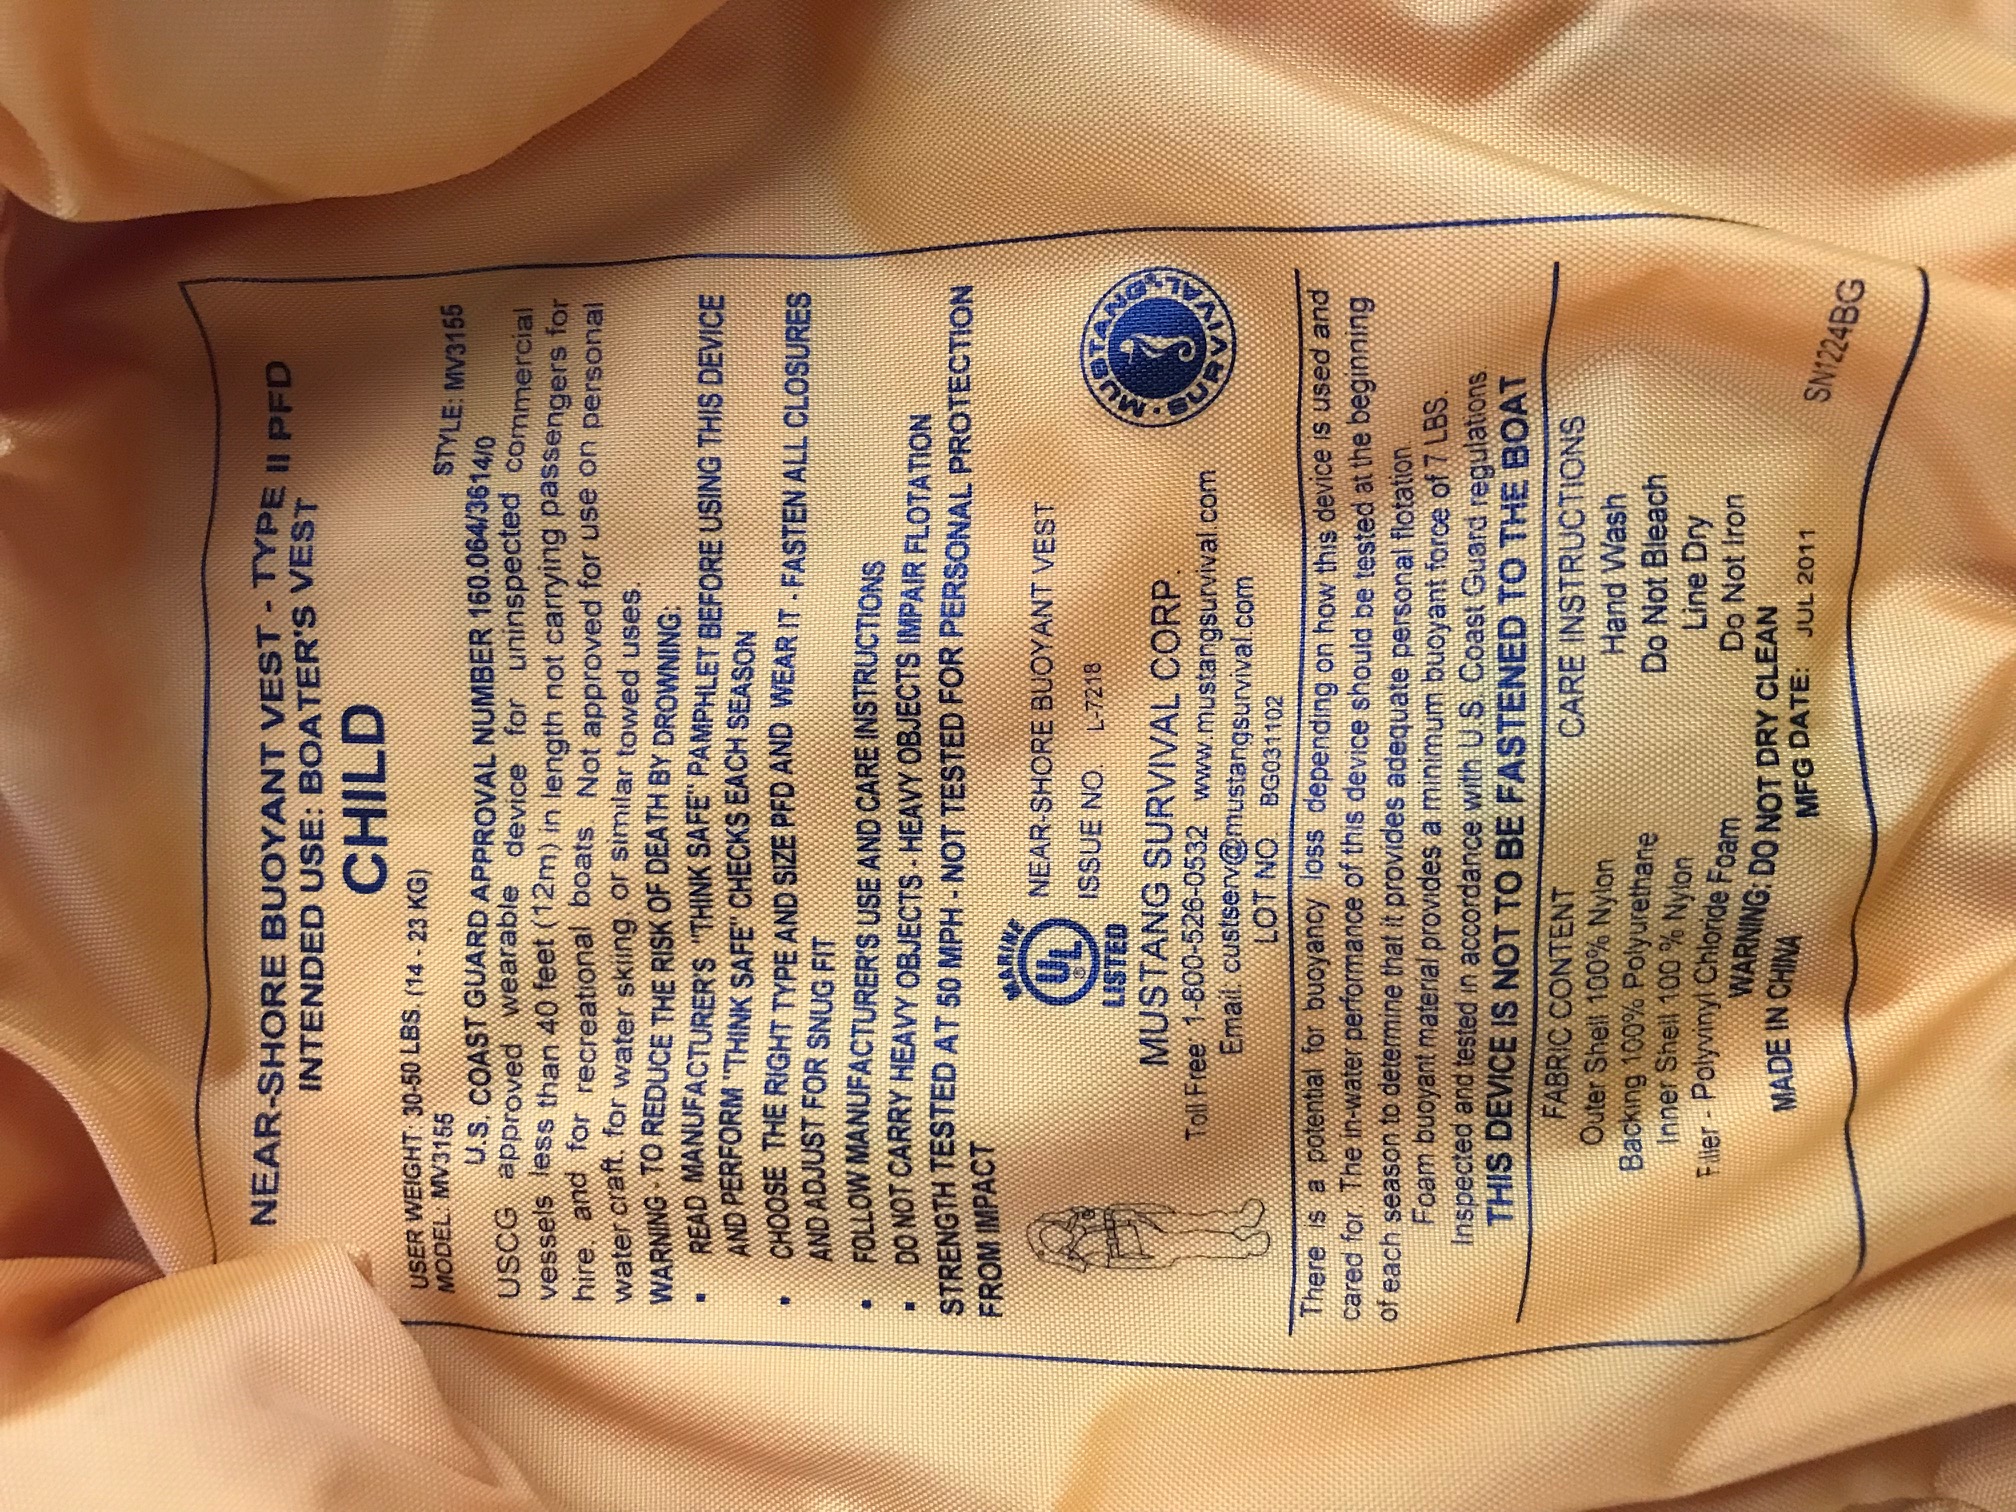 NEAR-SHORE BUOYANT VEST - TYPE II PFD
INTENDED USE: BOATER'S VEST
CHILD
USER WEIGHT: 30-50 LBS. (14 - 23 KG)
MODEL: MV3155 STYLE: MV3155
U.S. COAST GUARD APPROVAL NUMBER 160.064/3614/0
USCG approved wearable device for uninspected commercial
vessels less than 40 feet (12m) in length not carrying passengers for
hire, and for recreational boats. Not approved for use on personal
water craft, for water skiing or similar towed uses.
WARNING - TO REDUCE THE RISK OF DEATH BY DROWNING:
• READ MANUFACTURER'S "THINK SAFE" PAMPHLET BEFORE USING THIS DEVICE
AND PERFORM "THINK SAFE" CHECKS EACH SEASON
• CHOOSE THE RIGHT TYPE AND SIZE PFD AND WEAR IT - FASTEN ALL CLOSURES
AND ADJUST FOR SNUG FIT
• FOLLOW MANUFACTURER'S USE AND CARE INSTRUCTIONS
• DO NOT CARRY HEAVY OBJECTS - HEAVY OBJECTS IMPAIR FLOTATION
STRENGTH TESTED AT 50 MPH - NOT TESTED FOR PERSONAL PROTECTION
FROM IMPACT
MARINE
UL ®
LISTED
NEAR-SHORE BUOYANT VEST
ISSUE NO. L-7218
MUSTANG SURVIVAL
MUSTANG SURVIVAL CORP.
Toll Free 1-800-5526-0532 www.mustangsurvival.com
Email: custserv@mustangsurvival.com
LOT NO. BG031102
There is a potential for buoyancy loss depending on how this device is used and
cared for. The in-water performance of this device should be tested at the beginning
of each season to determine that it provides adequate personal flotation.
Foam buoyant material provides a minimum buoyant force of 7 LBS.
Inspected and tested in accordance with U.S. Coast Guard regulations.
THIS DEVICE IS NOT TO BE FASTENED TO THE BOAT
FABRIC CONTENT
Outer Shell 100% Nylon
Backing 100% Polyurethane
Inner Shell 100 % Nylon
Filler - Polyvinyl Chloride Foam
CARE INSTRUCTIONS
Hand Wash
Do Not Bleach
Line Dry
Do Not Iron
WARNING: DO NOT DRY CLEAN
MADE IN CHINA MFG DATE: JUL 2011
SN1224BG